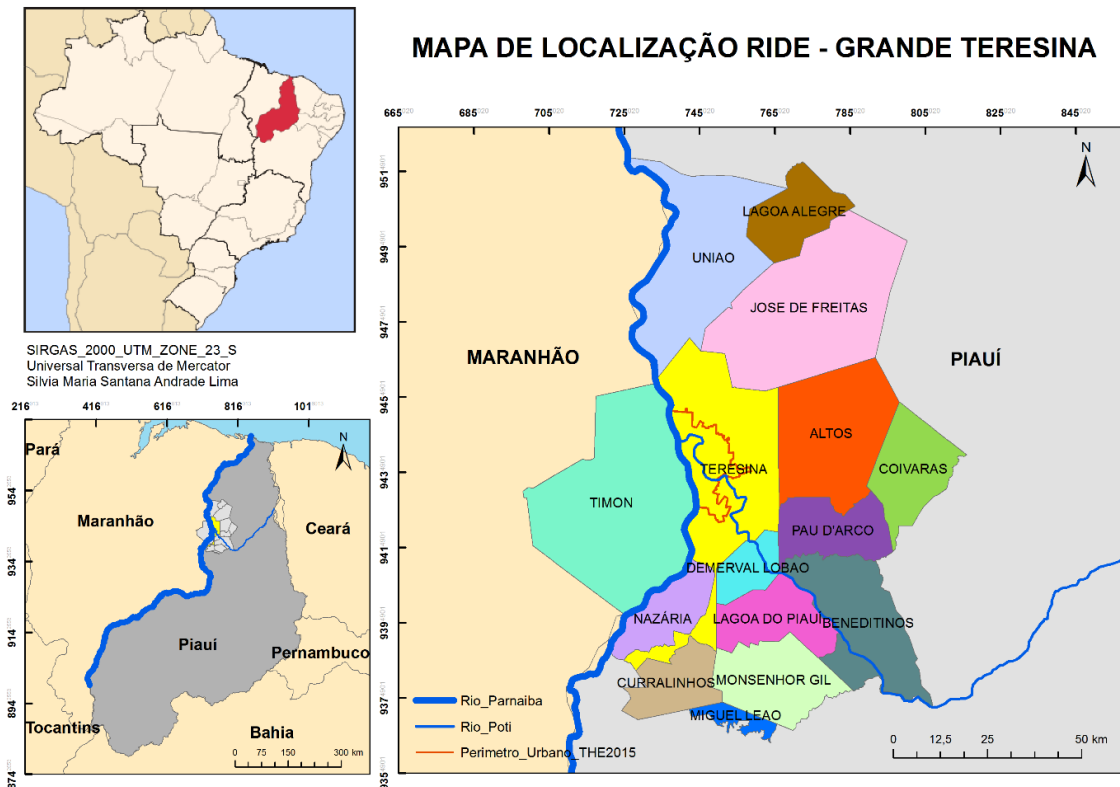 MAPA DE LOCALIZAÇÃO RIDE - GRANDE TERESINA
SIRGAS_2000_UTM_ZONE_23_S
Universal Transversa de Mercator
Silvia Maria Santana Andrade Lima
216 416 616 816 101
954
934
914
894
874
Pará
Maranhão
Ceará
Piauí
Pernambuco
Tocantins
Bahia
N
0 75 150 300 km
665 685 705 725 745 765 785 805 825 845
951
949
947
945
943
941
939
937
935
N
LAGOA ALEGRE
UNIAO
JOSE DE FREITAS
MARANHÃO
PIAUÍ
ALTOS
TERESINA
COIVARAS
TIMON
PAU D'ARCO
DEMERVAL LOBAO
NAZÁRIA
LAGOA DO PIAUÍ
BENEDITINOS
CURRALINHOS
MONSENHOR GIL
MIGUEL LEAO
Rio_Parnaiba
Rio_Poti
Perimetro_Urbano_THE2015
0 12,5 25 50 km